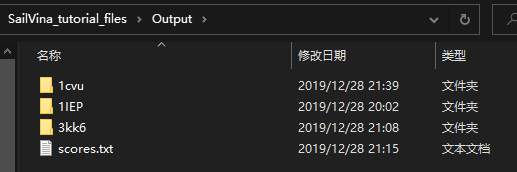 SailVina_tutorial_files > Output >
名称 修改日期 类型
1cvu 2019/12/28 21:39 文件夹
1IEP 2019/12/28 20:02 文件夹
3kk6 2019/12/28 21:08 文件夹
scores.txt 2019/12/28 21:15 文本文档